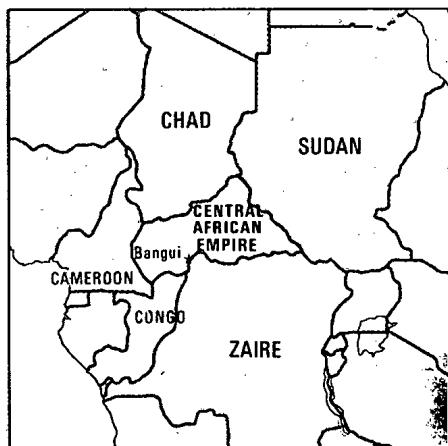 CHAD
SUDAN
CENTRAL
AFRICAN
EMPIRE
Bangui
CAMEROON
CONGO
ZAIRE